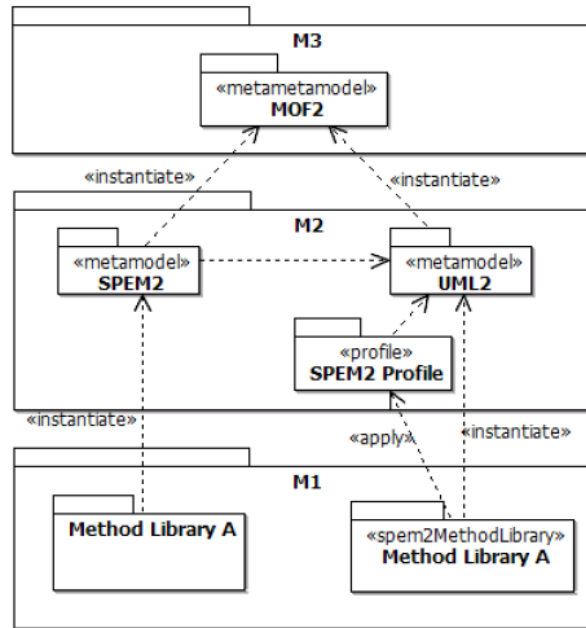 M3
«metametamodel»
MOF2
«instantiate»
«instantiate»
M2
«metamodel»
SPEM2
«metamodel»
UML2
«profile»
SPEM2 Profile
«instantiate»
«apply»
«instantiate»
M1
Method Library A
«spem2MethodLibrary»
Method Library A